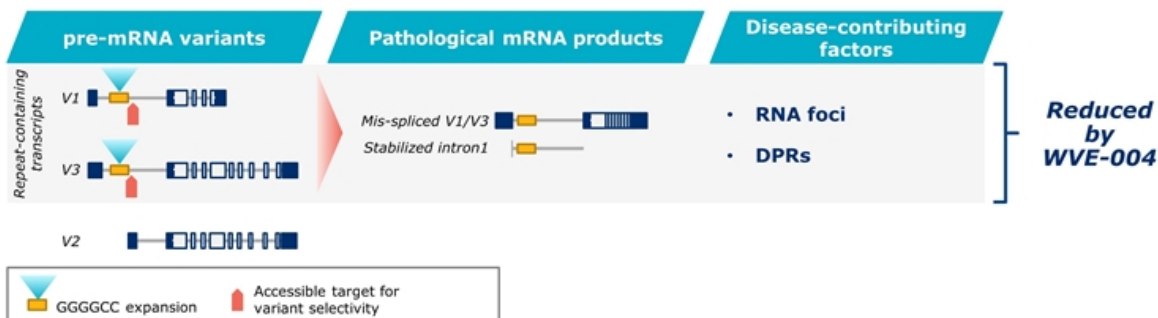 pre-mRNA variants
Pathological mRNA products
Disease-contributing
factors
Repeat-containing
transcripts
V1
V3
V2
Mis-spliced V1/V3
Stabilized intron1
• RNA foci
• DPRs
Reduced
by
WVE-004
GGGGCC expansion
Accessible target for
variant selectivity